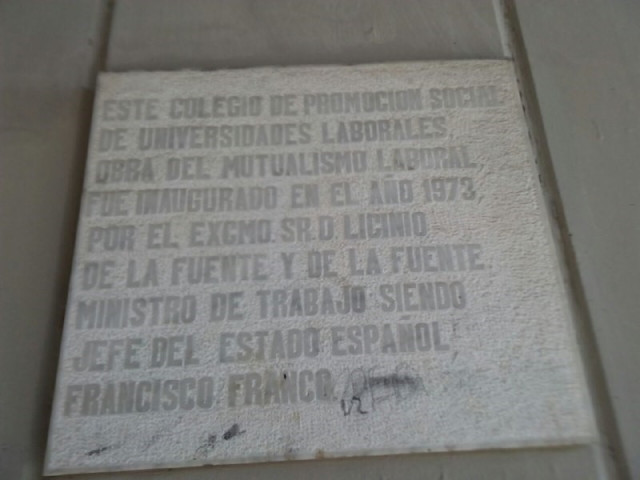 ESTE COLEGIO DE PROMOCION SOCIAL
DE UNIVERSIDADES LABORALES,
OBRA DEL MUTUALISMO LABORAL,
FUE INAUGURADO EN EL AÑO 1973,
POR EL EXCMO. SR. D. LICINIO
DE LA FUENTE Y DE LA FUENTE.
MINISTRO DE TRABAJO SIENDO
JEFE DEL ESTADO ESPAÑOL
FRANCISCO FRANCO.